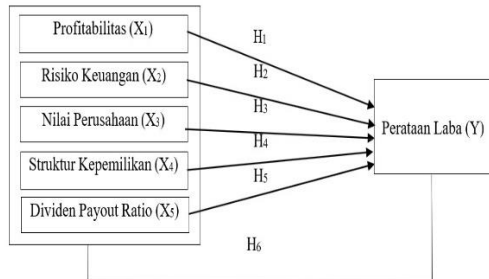 Profitabilitas (X₁)
Risiko Keuangan (X₂)
Nilai Perusahaan (X₃)
Struktur Kepemilikan (X₄)
Dividen Payout Ratio (X₅)
H₁
H₂
H₃
H₄
H₅
H₆
Perataan Laba (Y)